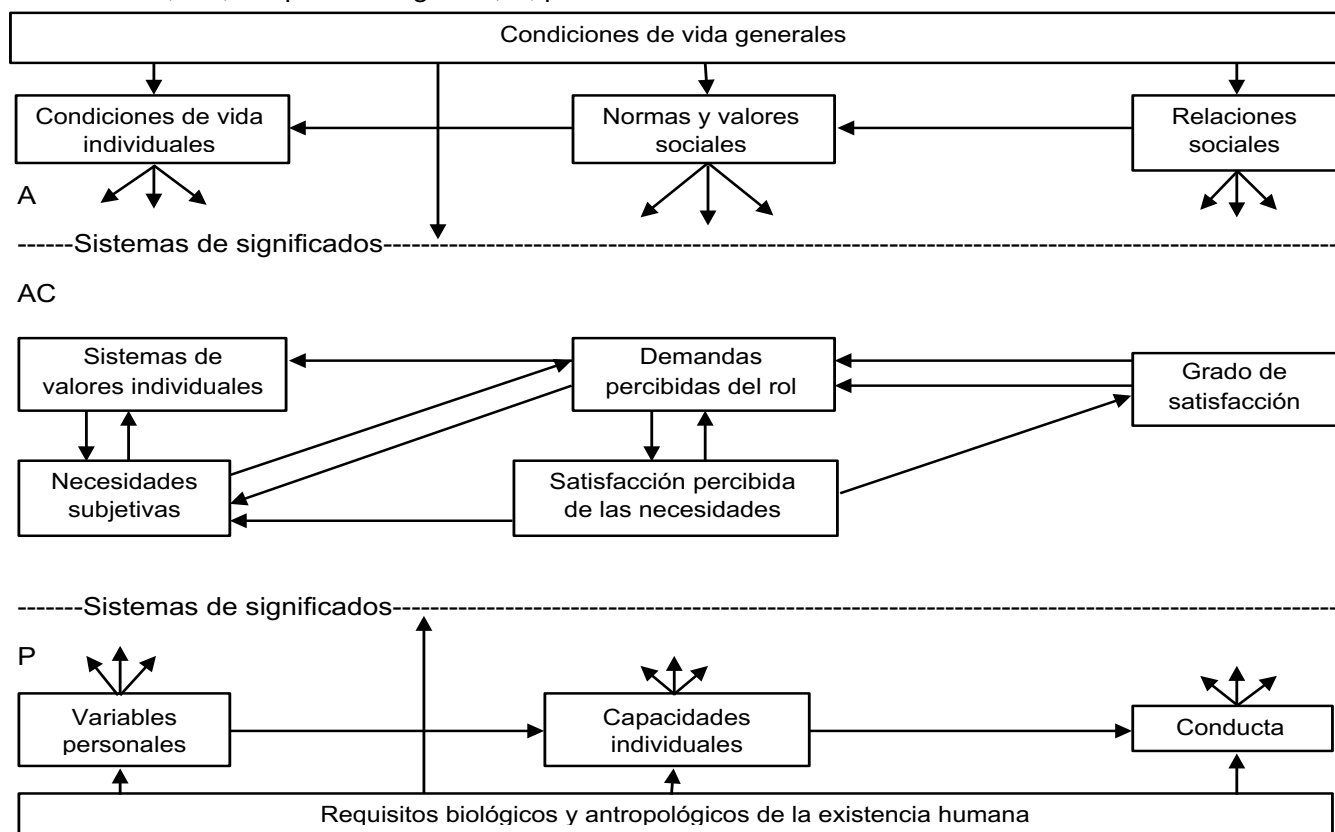 Condiciones de vida generales
Condiciones de vida
individuales
Normas y valores
sociales
Relaciones
sociales
A
------Sistemas de significados------
AC
Sistemas de
valores individuales
Demandas
percibidas del rol
Grado de
satisfacción
Necesidades
subjetivas
Satisfacción percibida
de las necesidades
-------Sistemas de significados------
P
Variables
personales
Capacidades
individuales
Conducta
Requisitos biológicos y antropológicos de la existencia humana